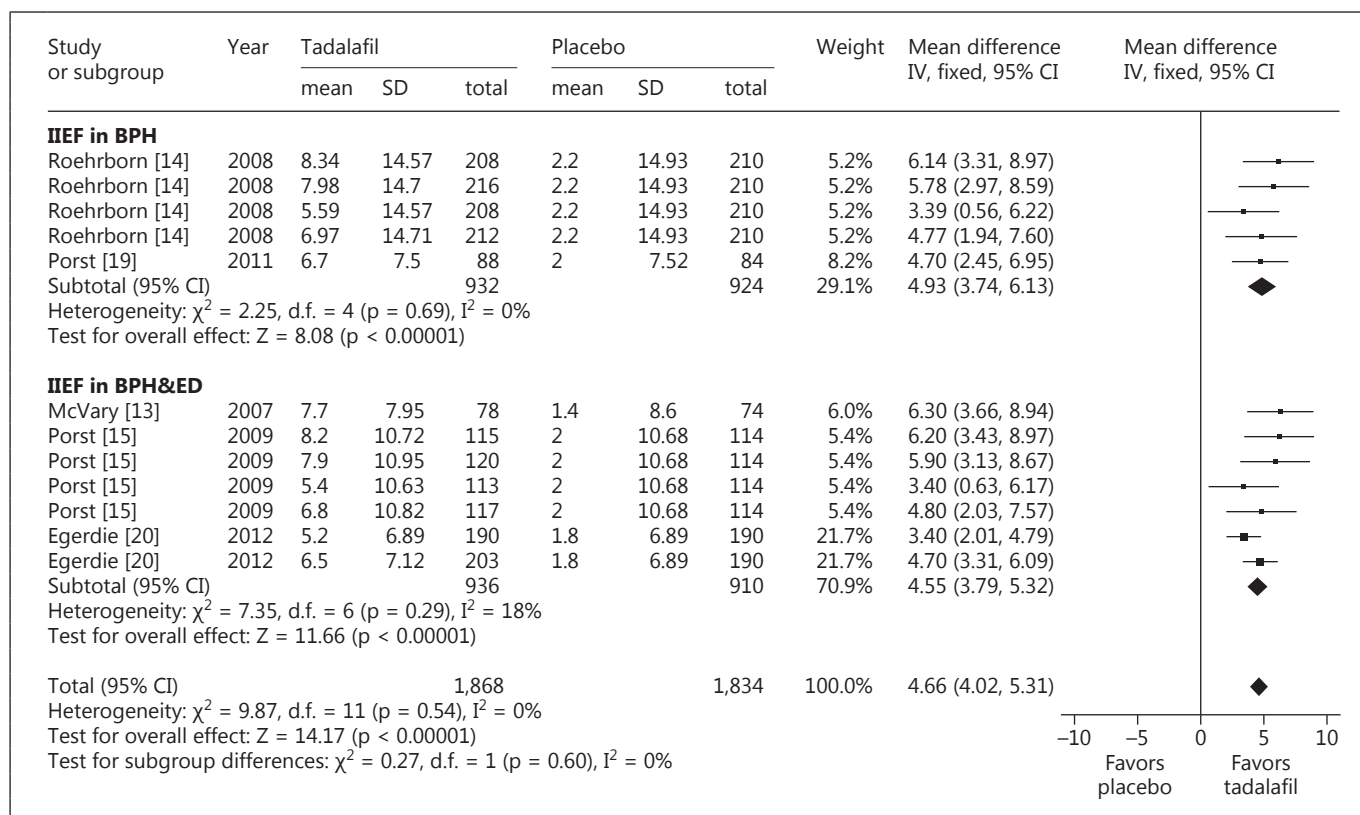 Study Year Tadalafil Placebo Weight Mean difference Mean difference
or subgroup mean SD total mean SD total IV, fixed, 95% CI IV, fixed, 95% CI
IIEF in BPH
Roehrborn [14] 2008 8.34 14.57 208 2.2 14.93 210 5.2% 6.14 (3.31, 8.97)
Roehrborn [14] 2008 7.98 14.7 216 2.2 14.93 210 5.2% 5.78 (2.97, 8.59)
Roehrborn [14] 2008 5.59 14.57 208 2.2 14.93 210 5.2% 3.39 (0.56, 6.22)
Roehrborn [14] 2008 6.97 14.71 212 2.2 14.93 210 5.2% 4.77 (1.94, 7.60)
Porst [19] 2011 6.7 7.5 88 2 7.52 84 8.2% 4.70 (2.45, 6.95)
Subtotal (95% CI) 932 924 29.1% 4.93 (3.74, 6.13)
Heterogeneity: χ² = 2.25, d.f. = 4 (p = 0.69), I² = 0%
Test for overall effect: Z = 8.08 (p < 0.00001)
IIEF in BPH&ED
McVary [13] 2007 7.7 7.95 78 1.4 8.6 74 6.0% 6.30 (3.66, 8.94)
Porst [15] 2009 8.2 10.72 115 2 10.68 114 5.4% 6.20 (3.43, 8.97)
Porst [15] 2009 7.9 10.95 120 2 10.68 114 5.4% 5.90 (3.13, 8.67)
Porst [15] 2009 5.4 10.63 113 2 10.68 114 5.4% 3.40 (0.63, 6.17)
Porst [15] 2009 6.8 10.82 117 2 10.68 114 5.4% 4.80 (2.03, 7.57)
Egerdie [20] 2012 5.2 6.89 190 1.8 6.89 190 21.7% 3.40 (2.01, 4.79)
Egerdie [20] 2012 6.5 7.12 203 1.8 6.89 190 21.7% 4.70 (3.31, 6.09)
Subtotal (95% CI) 936 910 70.9% 4.55 (3.79, 5.32)
Heterogeneity: χ² = 7.35, d.f. = 6 (p = 0.29), I² = 18%
Test for overall effect: Z = 11.66 (p < 0.00001)
Total (95% CI) 1,868 1,834 100.0% 4.66 (4.02, 5.31)
Heterogeneity: χ² = 9.87, d.f. = 11 (p = 0.54), I² = 0%
Test for overall effect: Z = 14.17 (p < 0.00001)
Test for subgroup differences: χ² = 0.27, d.f. = 1 (p = 0.60), I² = 0%
–10 –5 0 5 10
Favors placebo
Favors tadalafil